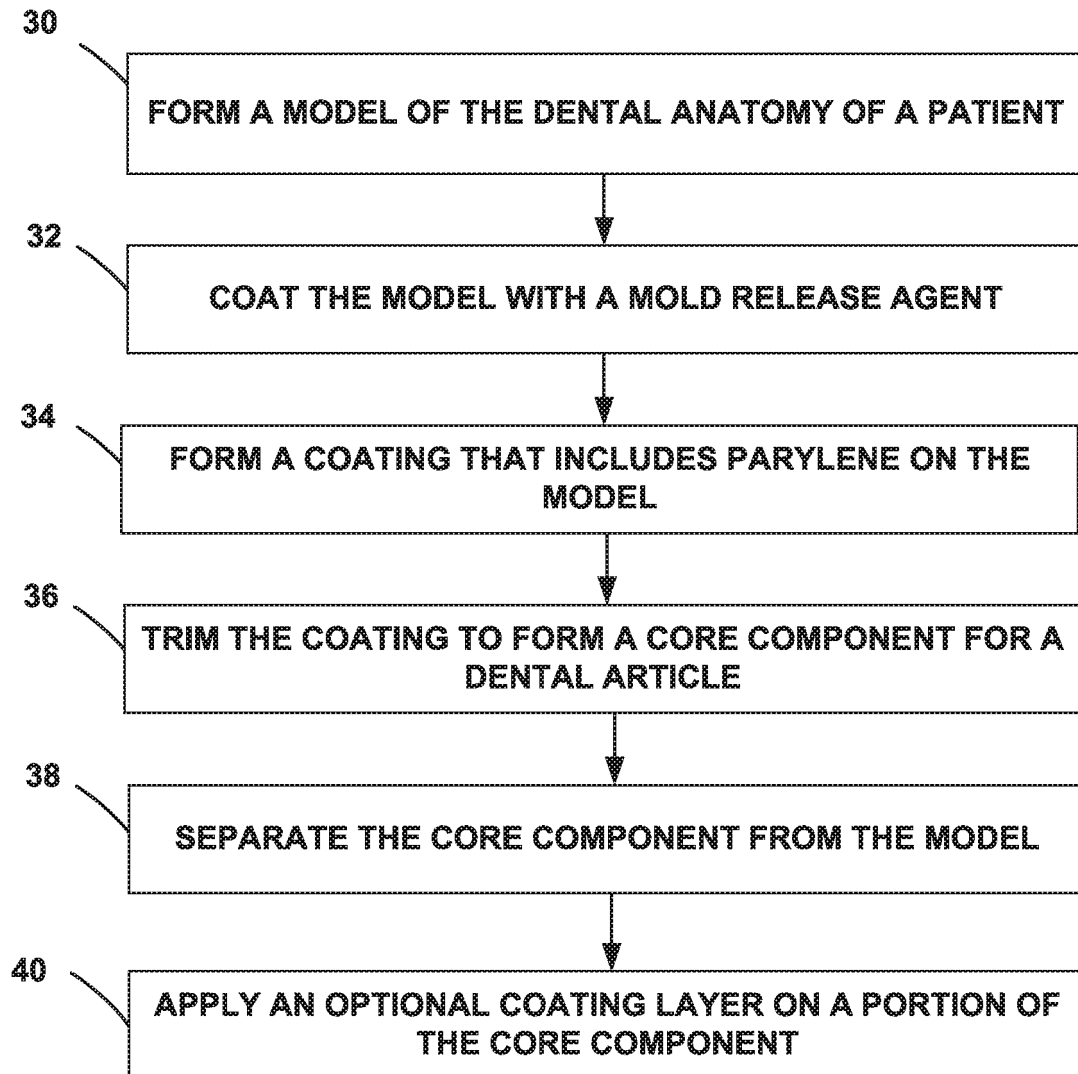 30
FORM A MODEL OF THE DENTAL ANATOMY OF A PATIENT
32
COAT THE MODEL WITH A MOLD RELEASE AGENT
34
FORM A COATING THAT INCLUDES PARYLENE ON THE
MODEL
36
TRIM THE COATING TO FORM A CORE COMPONENT FOR A
DENTAL ARTICLE
38
SEPARATE THE CORE COMPONENT FROM THE MODEL
40
APPLY AN OPTIONAL COATING LAYER ON A PORTION OF
THE CORE COMPONENT